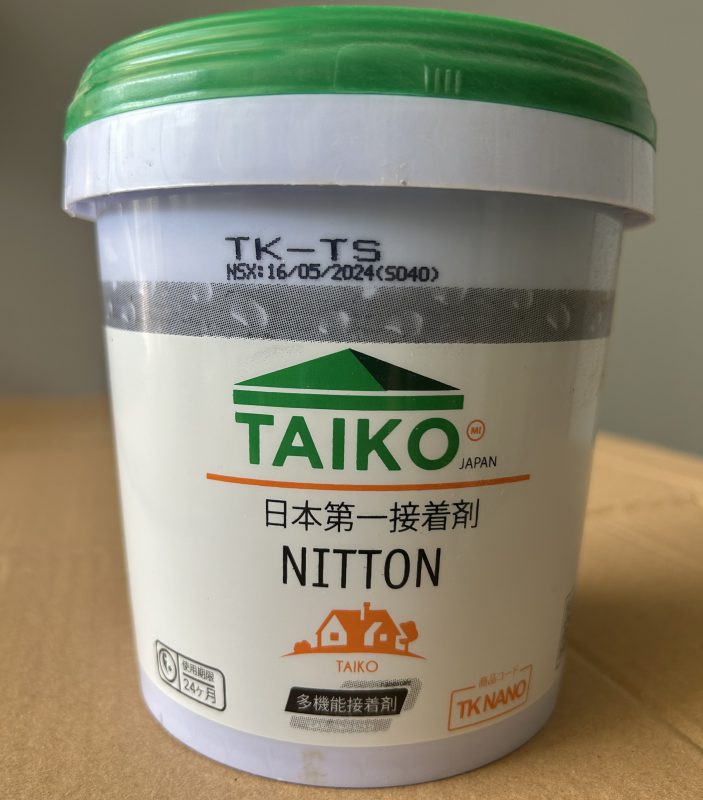 TK-TS
NSX:16/05/2024(S040)
TAIKO MI
JAPAN
日本第一接着剤
NITTON
TAIKO
使用期限
24ヶ月
nanosafe
多機能接着剤
商品コード
TK NANO